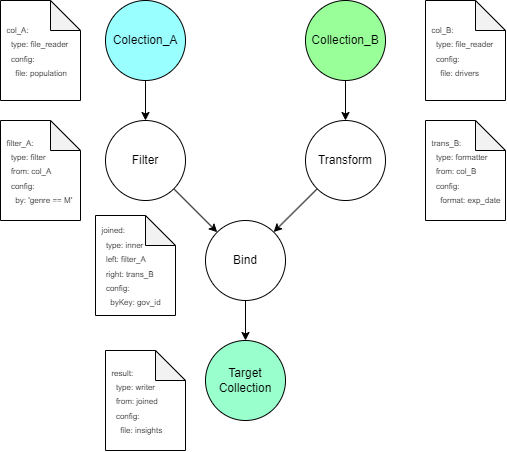 col_A:
type: file_reader
config:
file: population
Colection_A
Collection_B
col_B:
type: file_reader
config:
file: drivers
filter_A:
type: filter
from: col_A
config:
by: 'genre == M'
Filter
Transform
trans_B:
type: formatter
from: col_B
config:
format: exp_date
joined:
type: inner
left: filter_A
right: trans_B
config:
byKey: gov_id
Bind
result:
type: writer
from: joined
config:
file: insights
Target
Collection